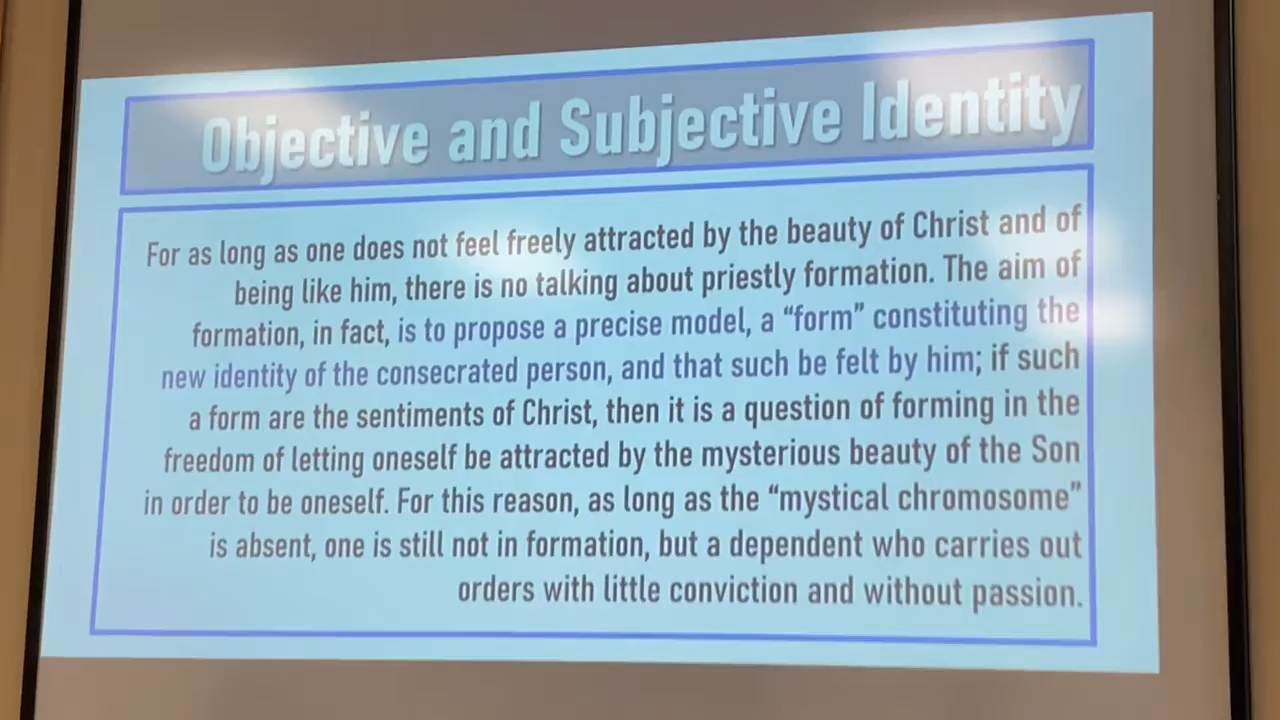 Objective and Subjective Identity
For as long as one does not feel freely attracted by the beauty of Christ and of
being like him, there is no talking about priestly formation. The aim of
formation, in fact, is to propose a precise model, a “form” constituting the
new identity of the consecrated person, and that such be felt by him; if such
a form are the sentiments of Christ, then it is a question of forming in the
freedom of letting oneself be attracted by the mysterious beauty of the Son
in order to be oneself. For this reason, as long as the “mystical chromosome”
is absent, one is still not in formation, but a dependent who carries out
orders with little conviction and without passion.